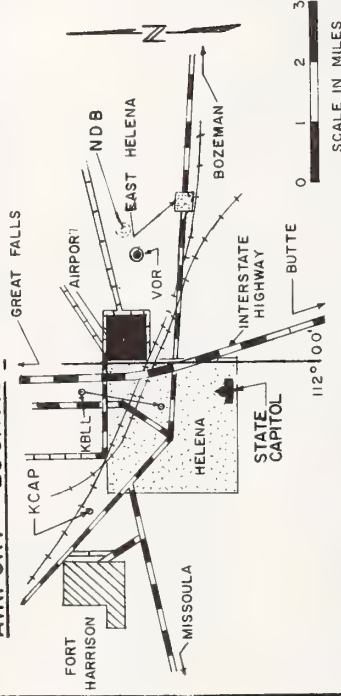 GREAT FALLS
N
KCAP
AIRPORT
NDB
KBLL
EAST HELENA
FORT
HARRISON
VOR
HELENA
BOZEMAN
INTERSTATE
HIGHWAY
STATE
CAPITOL
MISSOULA
BUTTE
112° 00'
0 1 2 3
SCALE IN MILES